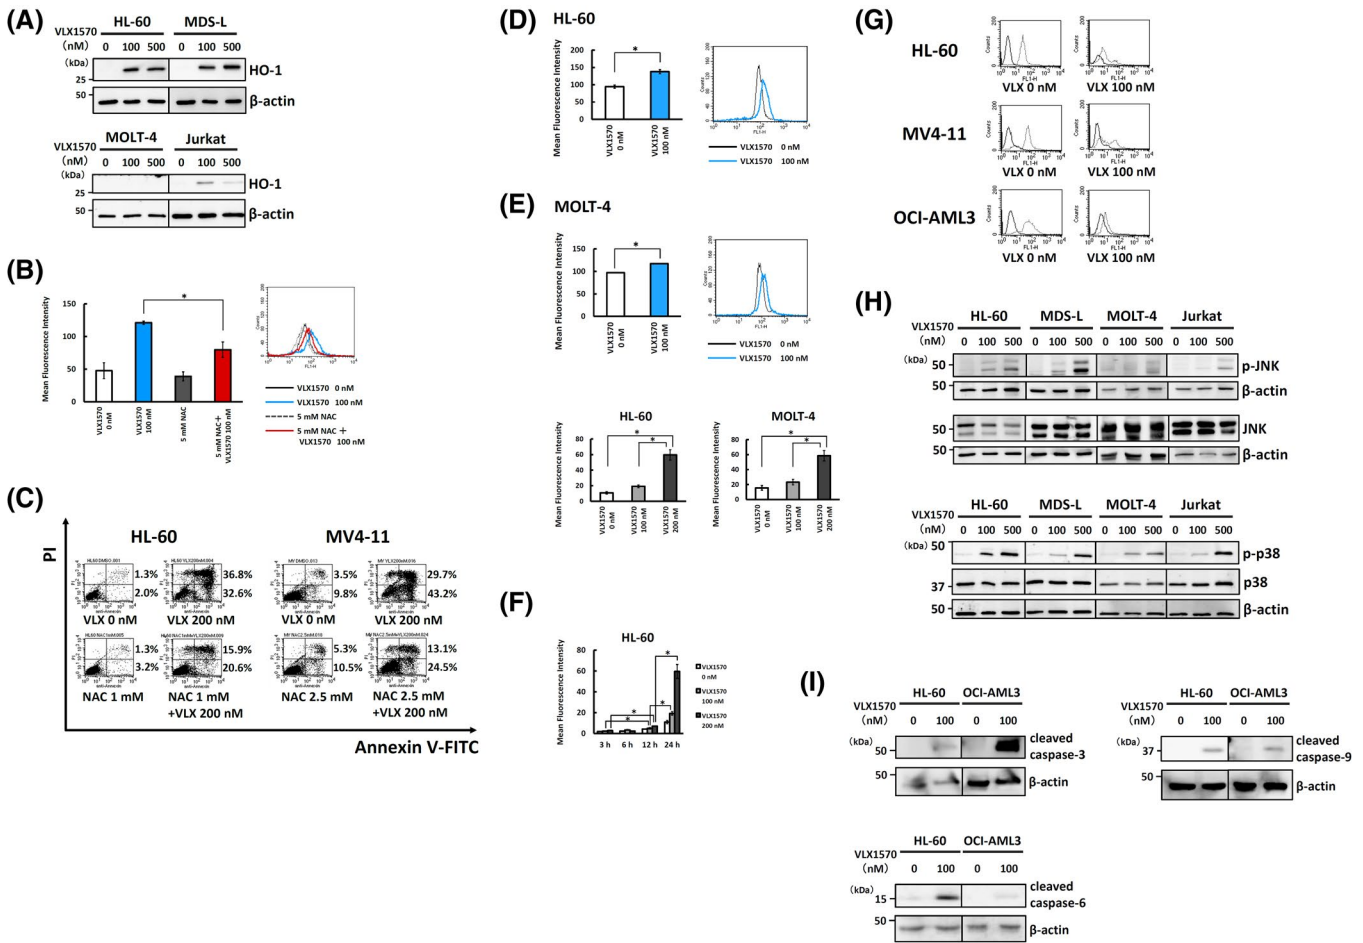 (A)
HL-60 MDS-L
VLX1570
(nM) 0 100 500 0 100 500
(kDa)
HO-1
25
50
β-actin
MOLT-4 Jurkat
VLX1570
(nM) 0 100 500 0 100 500
(kDa)
HO-1
25
50
β-actin
(B)
Mean Fluorescence Intensity
150
100
50
0
*
VLX1570 0 nM
VLX1570 100 nM
5 mM NAC
5 mM NAC+ VLX1570 100 nM
Counts
FL1-H
VLX1570 0 nM
VLX1570 100 nM
5 mM NAC
5 mM NAC +
VLX1570 100 nM
(C)
PI
HL-60 MV4-11
1.3% 36.8% 3.5% 29.7%
2.0% 32.6% 9.8% 43.2%
VLX 0 nM VLX 200 nM VLX 0 nM VLX 200 nM
1.3% 15.9% 5.3% 13.1%
3.2% 20.6% 10.5% 24.5%
NAC 1 mM NAC 1 mM NAC 2.5 mM NAC 2.5 mM
+VLX 200 nM +VLX 200 nM
Annexin V-FITC
(D) HL-60
Mean Fluorescence Intensity
200
150
100
50
0
*
VLX1570 0 nM
VLX1570 100 nM
Counts
FL1-H
VLX1570 0 nM
VLX1570 100 nM
(E) MOLT-4
Mean Fluorescence Intensity
150
100
50
0
*
VLX1570 0 nM
VLX1570 100 nM
Counts
FL1-H
VLX1570 0 nM
VLX1570 100 nM
HL-60
Mean Fluorescence Intensity
80
60
40
20
0
*
*
VLX1570 0 nM
VLX1570 100 nM
VLX1570 200 nM
MOLT-4
Mean Fluorescence Intensity
80
60
40
20
0
*
*
VLX1570 0 nM
VLX1570 100 nM
VLX1570 200 nM
(F)
HL-60
Mean Fluorescence Intensity
80
60
40
20
0
*
*
*
*
3 h 6 h 12 h 24 h
VLX1570
0 nM
VLX1570
100 nM
VLX1570
200 nM
(G)
HL-60
Counts
FL1-H
VLX 0 nM VLX 100 nM
MV4-11
Counts
FL1-H
VLX 0 nM VLX 100 nM
OCI-AML3
Counts
FL1-H
VLX 0 nM VLX 100 nM
(H)
HL-60 MDS-L MOLT-4 Jurkat
VLX1570
(nM) 0 100 500 0 100 500 0 100 500 0 100 500
(kDa)
50
p-JNK
50
β-actin
50
JNK
50
β-actin
HL-60 MDS-L MOLT-4 Jurkat
VLX1570
(nM) 0 100 500 0 100 500 0 100 500 0 100 500
(kDa) 50
p-p38
37
p38
50
β-actin
(I)
HL-60 OCI-AML3
VLX1570
(nM) 0 100 0 100
(kDa)
50
cleaved
caspase-3
50
β-actin
HL-60 OCI-AML3
VLX1570
(nM) 0 100 0 100
(kDa)
37
cleaved
caspase-9
50
β-actin
HL-60 OCI-AML3
VLX1570
(nM) 0 100 0 100
(kDa)
15
cleaved
caspase-6
50
β-actin